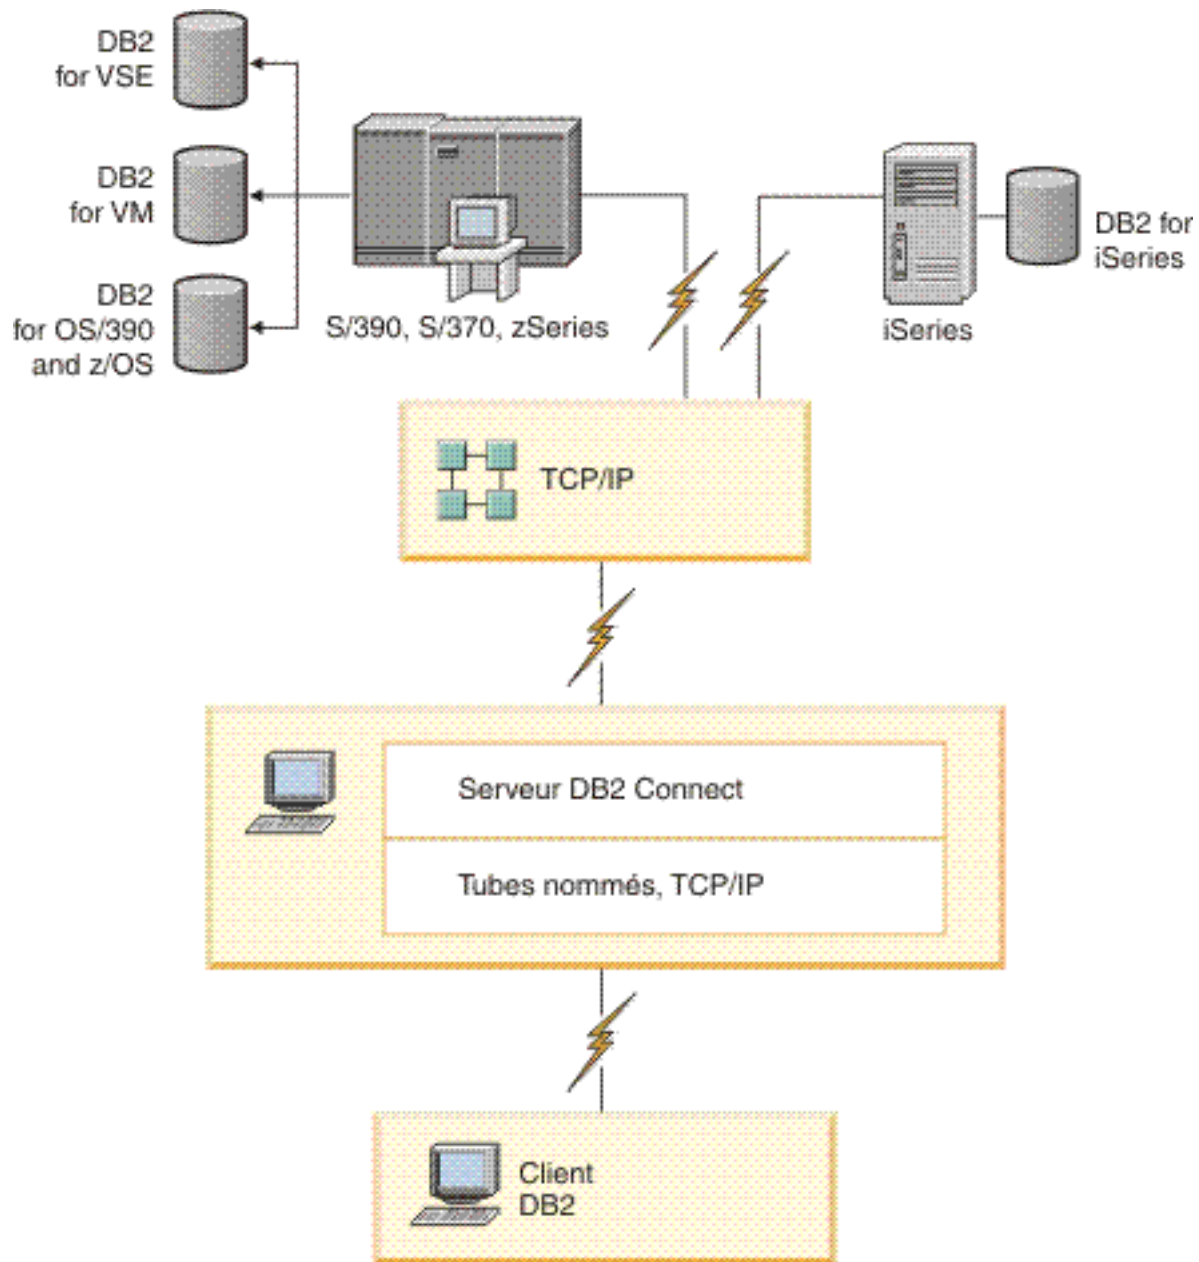 DB2
for VSE
DB2
for VM
DB2
for OS/390
and z/OS
S/390, S/370, zSeries
iSeries
DB2 for
iSeries
TCP/IP
Serveur DB2 Connect
Tubes nommés, TCP/IP
Client
DB2